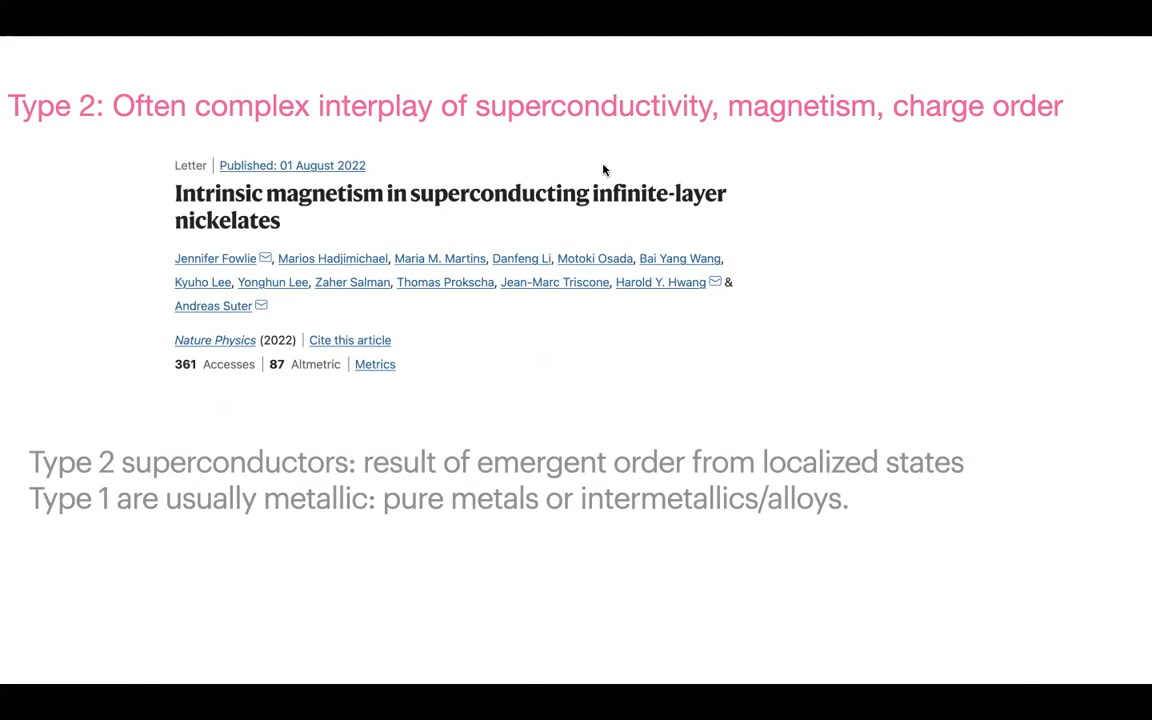 Type 2: Often complex interplay of superconductivity, magnetism, charge order
Letter | Published: 01 August 2022
Intrinsic magnetism in superconducting infinite-layer
nickelates
Jennifer Fowlie, Marios Hadjimichael, Maria M. Martins, Danfeng Li, Motoki Osada, Bai Yang Wang,
Kyuho Lee, Yonghun Lee, Zaher Salman, Thomas Prokscha, Jean-Marc Triscone, Harold Y. Hwang &
Andreas Suter
Nature Physics (2022) | Cite this article
361 Accesses | 87 Altmetric | Metrics
Type 2 superconductors: result of emergent order from localized states
Type 1 are usually metallic: pure metals or intermetallics/alloys.